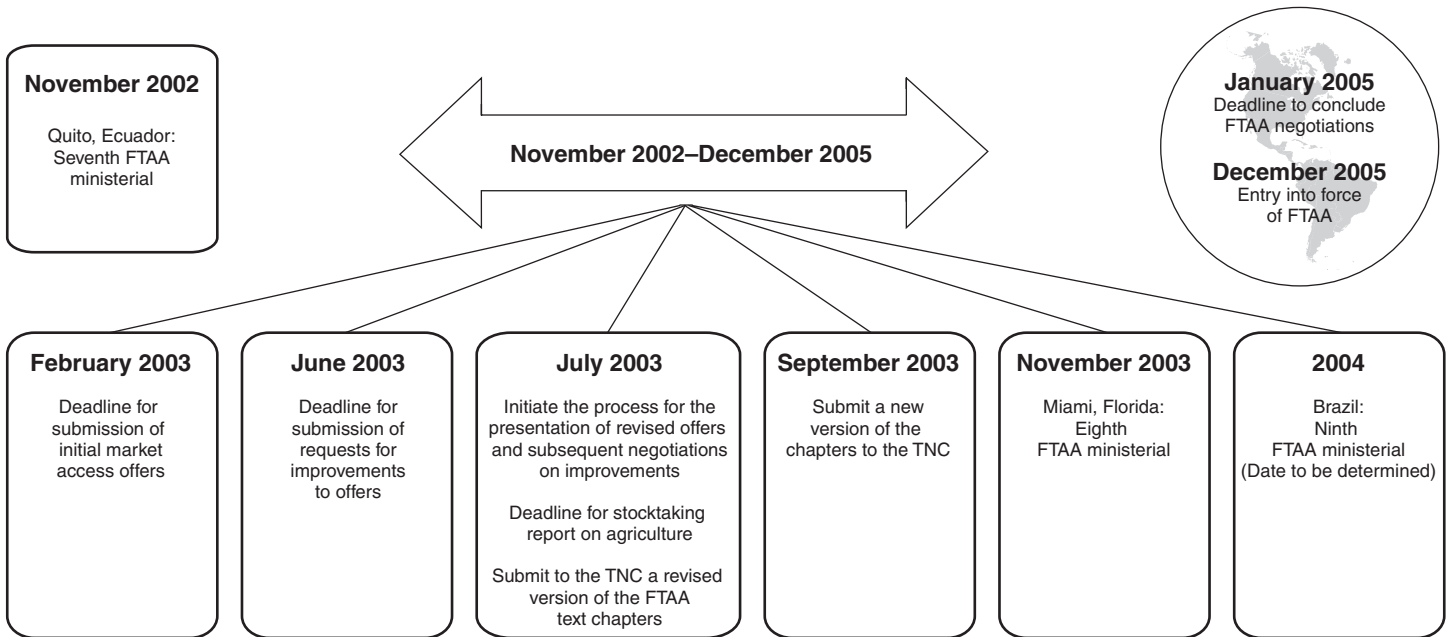 November 2002
Quito, Ecuador:
Seventh FTAA
ministerial
November 2002–December 2005
January 2005
Deadline to conclude
FTAA negotiations
December 2005
Entry into force
of FTAA
February 2003
Deadline for
submission of
initial market
access offers
June 2003
Deadline for
submission of
requests for
improvements
to offers
July 2003
Initiate the process for the
presentation of revised offers
and subsequent negotiations
on improvements
Deadline for stocktaking
report on agriculture
Submit to the TNC a revised
version of the FTAA
text chapters
September 2003
Submit a new
version of the
chapters to the TNC
November 2003
Miami, Florida:
Eighth
FTAA ministerial
2004
Brazil:
Ninth
FTAA ministerial
(Date to be determined)